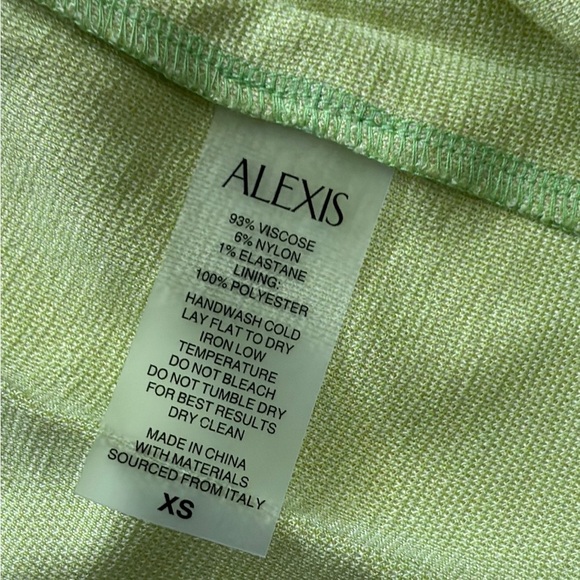 ALEXIS
93% VISCOSE
6% NYLON
1% ELASTANE
LINING:
100% POLYESTER
HANDWASH COLD
LAY FLAT TO DRY
IRON LOW
TEMPERATURE
DO NOT BLEACH
DO NOT TUMBLE DRY
FOR BEST RESULTS
DRY CLEAN
MADE IN CHINA
WITH MATERIALS
SOURCED FROM ITALY
XS